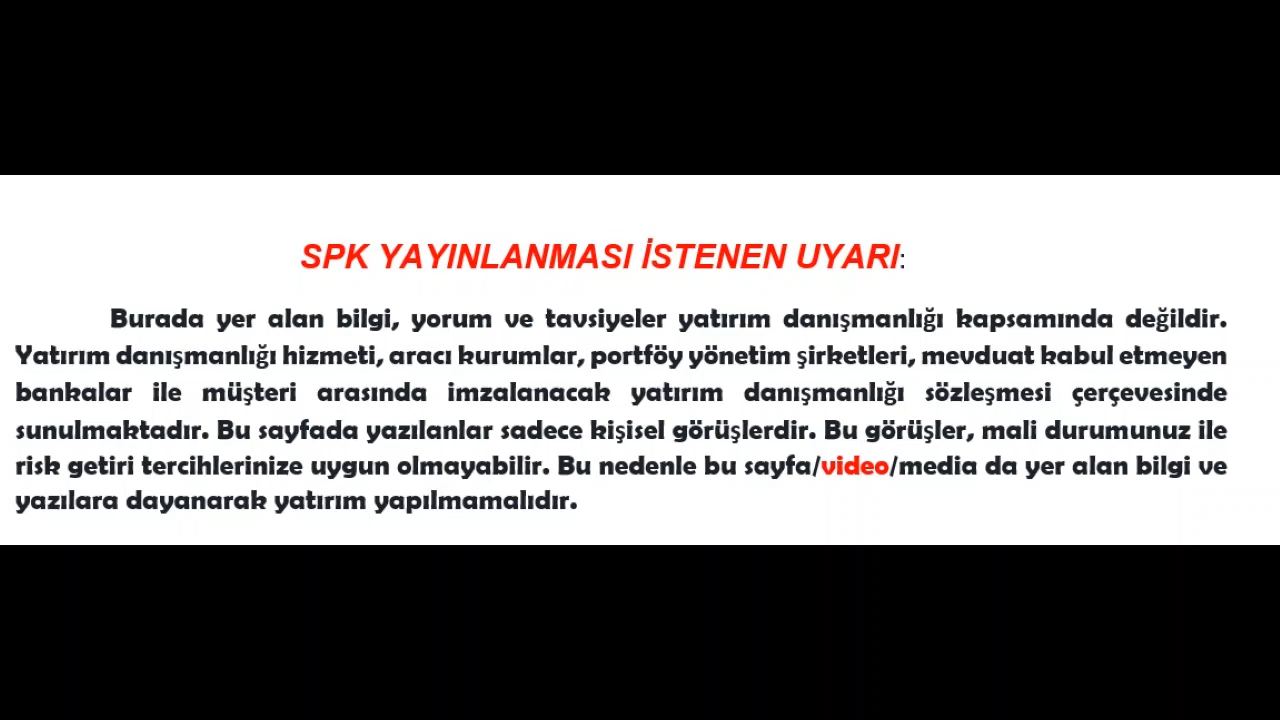 SPK YAYINLANMASI İSTENEN UYARI:
Burada yer alan bilgi, yorum ve tavsiyeler yatırım danışmanlığı kapsamında değildir.
Yatırım danışmanlığı hizmeti, aracı kurumlar, portföy yönetim şirketleri, mevduat kabul etmeyen
bankalar ile müşteri arasında imzalanacak yatırım danışmanlığı sözleşmesi çerçevesinde
sunulmaktadır. Bu sayfada yazılanlar sadece kişisel görüşlerdir. Bu görüşler, mali durumunuz ile
risk getiri tercihlerinize uygun olmayabilir. Bu nedenle bu sayfa/video/media da yer alan bilgi ve
yazılara dayanarak yatırım yapılmamalıdır.